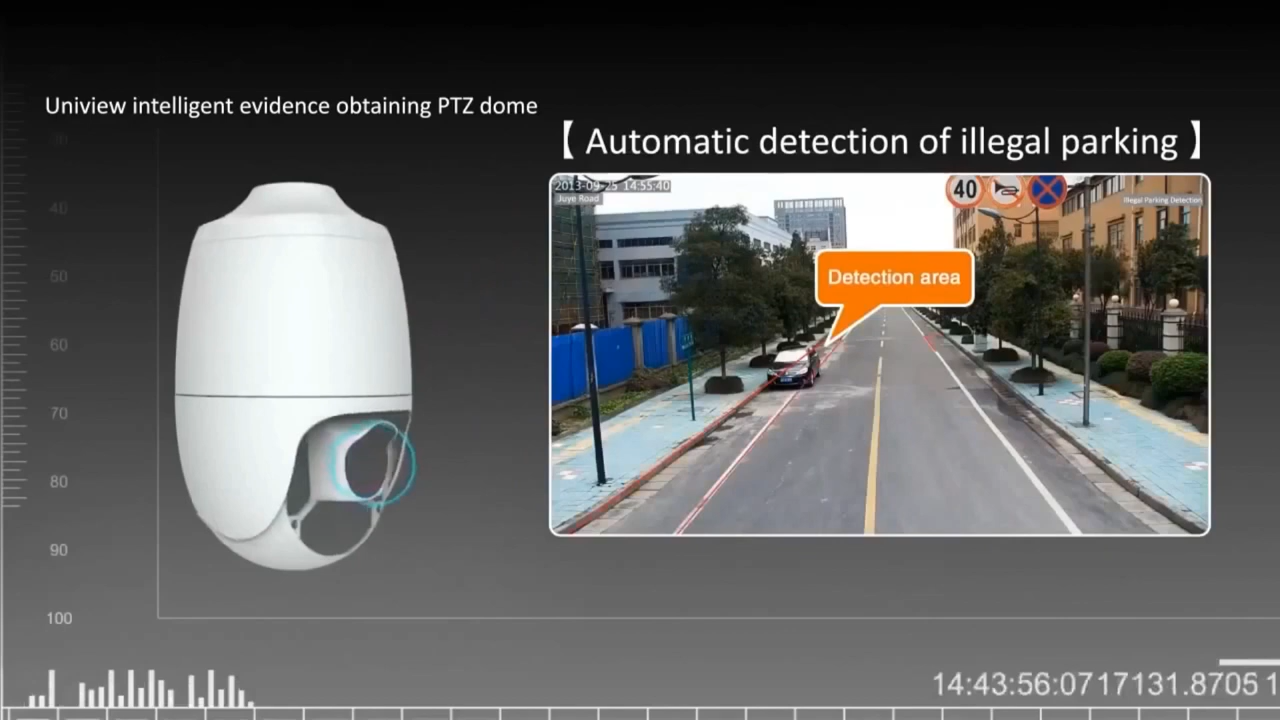 Uniview intelligent evidence obtaining PTZ dome
【 Automatic detection of illegal parking 】
2013-09-25 14:55:40
Juye Road
40
Illegal Parking Detection
Detection area
40
50
60
70
80
90
100
14:43:56:0717131.8705 1